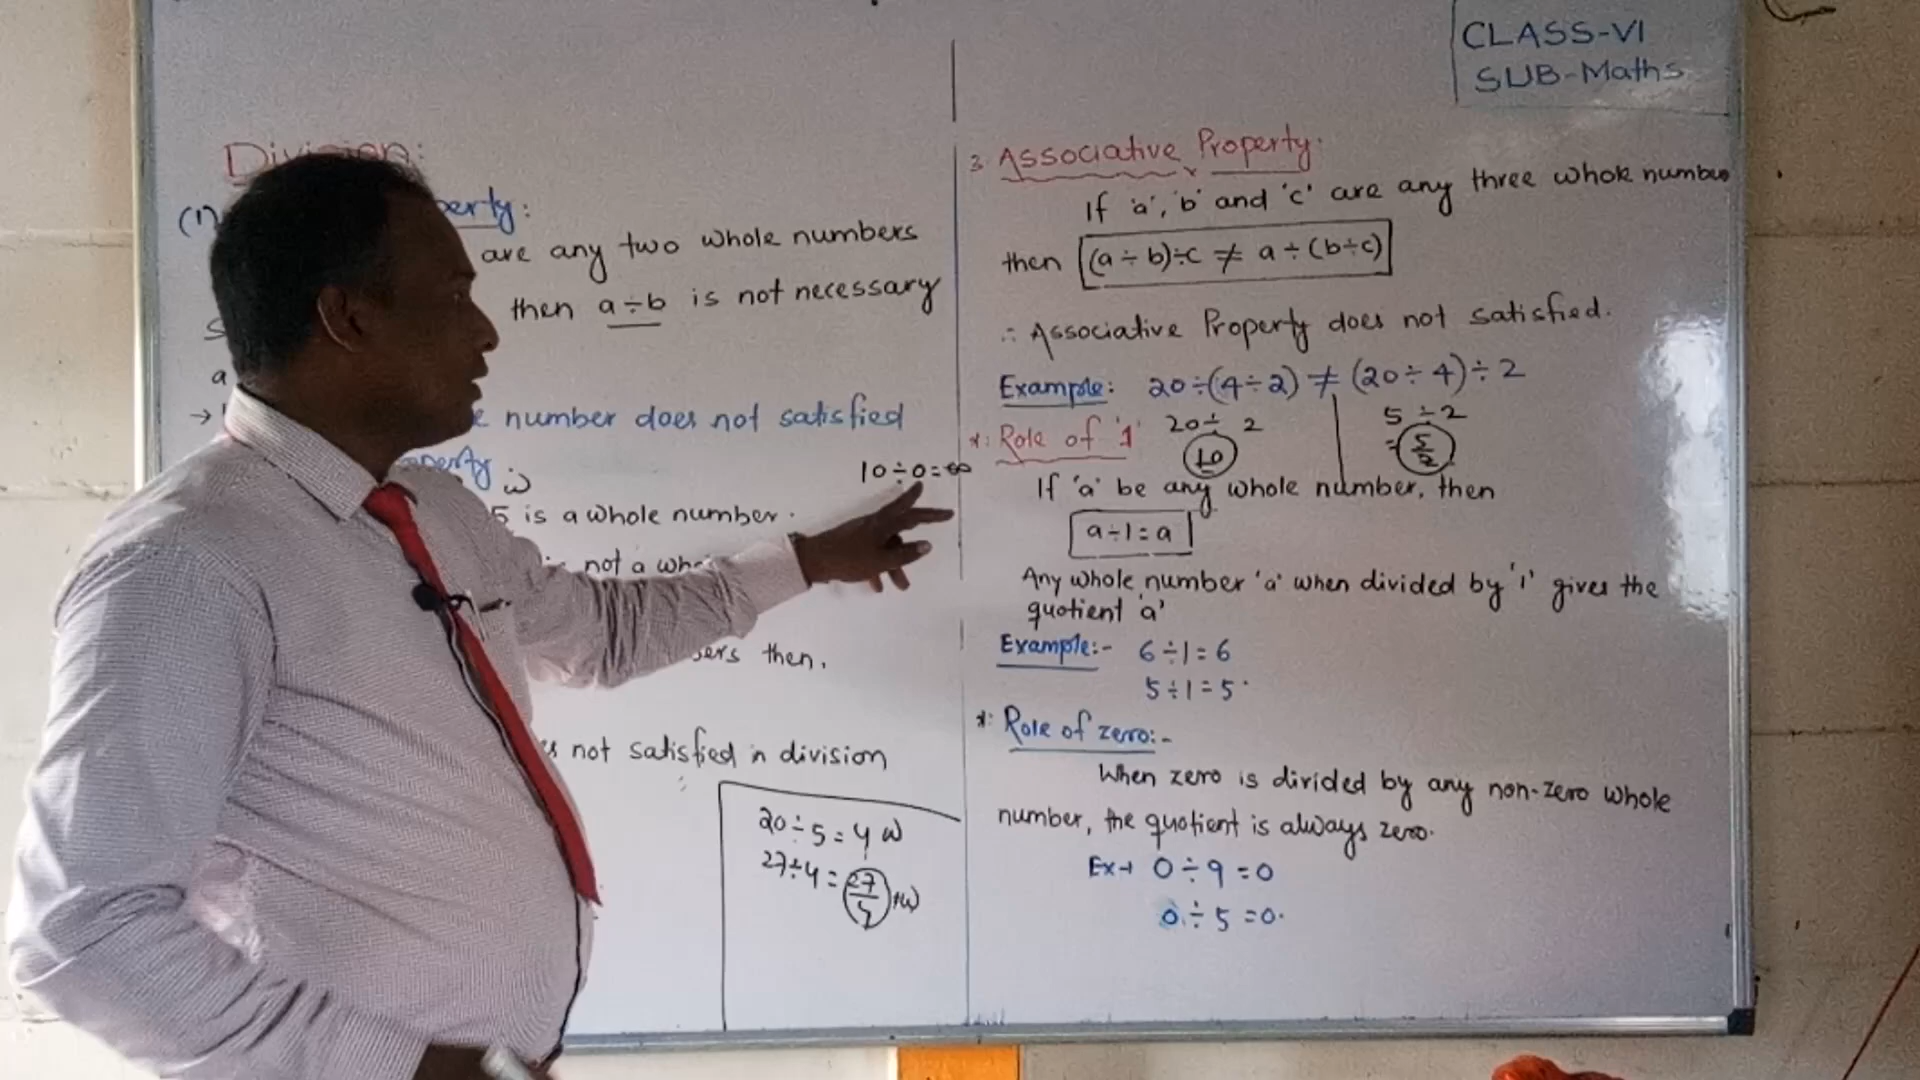 CLASS-VI
SUB-Maths
Division:
(1)
are any two whole numbers
then a÷b is not necessary
a
→ number does not satisfied
w
10÷0=∞
5 is a whole number.
not a
then.
not satisfied in division
20÷5=4 w
27÷4=27/4 ≠w
3. Associative Property:
If 'a', 'b' and 'c' are any three whole number
then (a÷b)÷c ≠ a÷(b÷c)
∴ Associative Property does not satisfied.
Example: 20÷(4÷2) ≠ (20÷4)÷2
20÷ 2 5 ÷2
10 = 5/2
*: Role of '1'
If 'a' be any whole number, then
a÷1=a
Any whole number 'a' when divided by '1' gives the
quotient 'a'
Example:- 6÷1=6
5÷1=5.
*: Role of zero:-
When zero is divided by any non-zero whole
number, the quotient is always zero.
Ex→ 0÷9=0
0÷5=0.